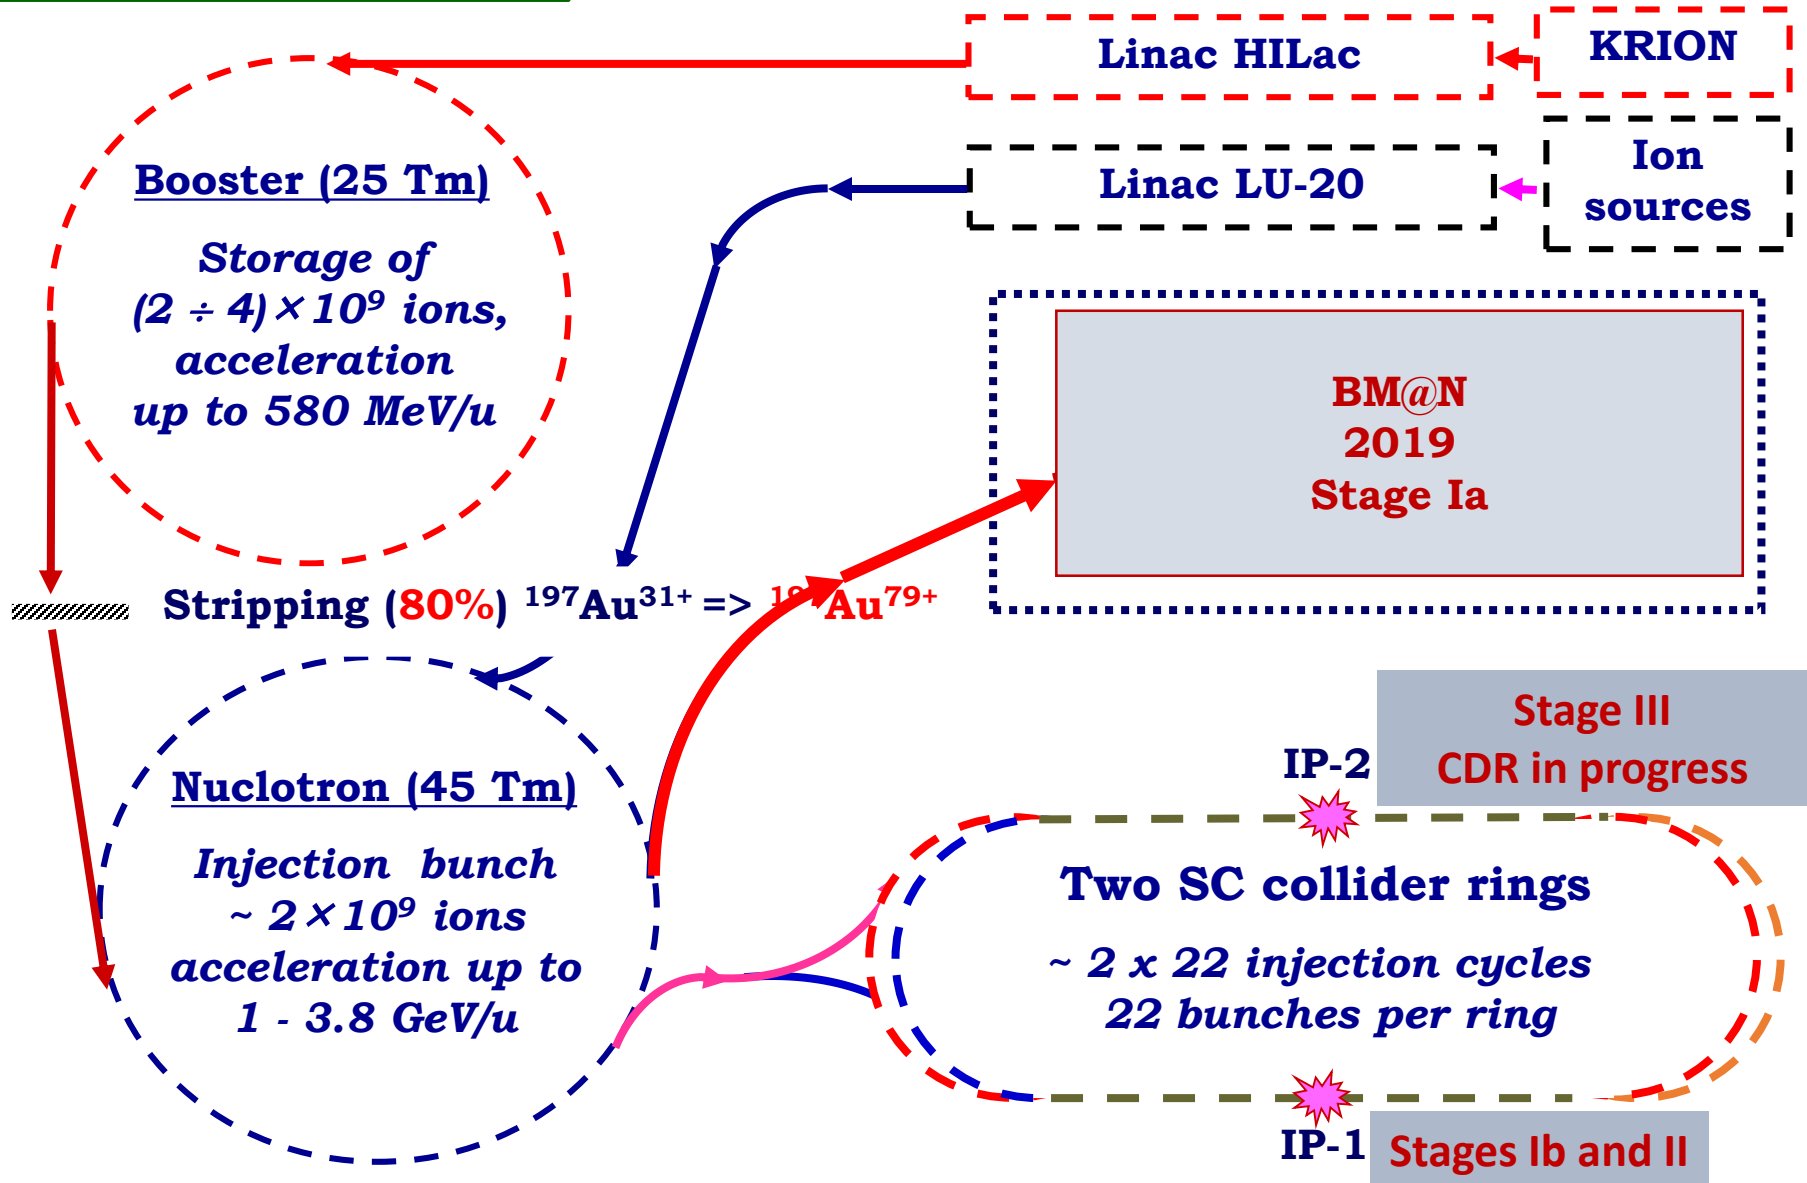 Linac HILac
KRION
Linac LU-20
Ion
sources
Booster (25 Tm)
Storage of
(2 ÷ 4)×10⁹ ions,
acceleration
up to 580 MeV/u
BM@N
2019
Stage Ia
Stripping (80%) ¹⁹⁷Au³¹⁺ => ¹⁹⁷Au⁷⁹⁺
Nuclotron (45 Tm)
Injection bunch
~ 2×10⁹ ions
acceleration up to
1 - 3.8 GeV/u
Stage III
CDR in progress
IP-2
Two SC collider rings
~ 2 x 22 injection cycles
22 bunches per ring
IP-1
Stages Ib and II